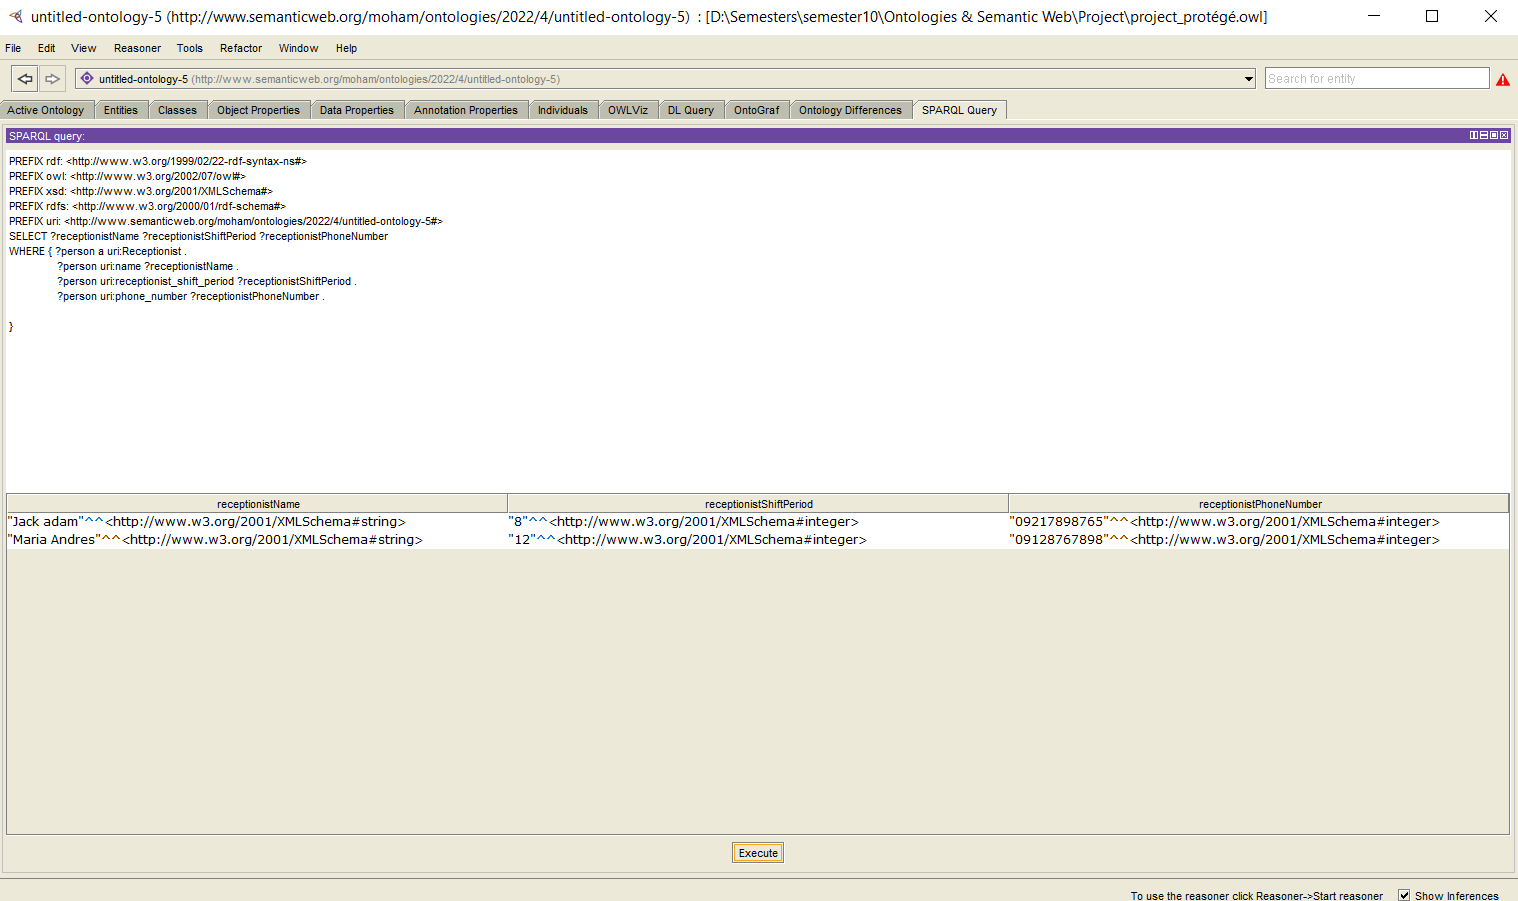 untitled-ontology-5 (http://www.semanticweb.org/moham/ontologies/2022/4/untitled-ontology-5)  : [D:\Semesters\semester10\Ontologies & Semantic Web\Project\project_protégé.owl]
File Edit View Reasoner Tools Refactor Window Help
untitled-ontology-5 (http://www.semanticweb.org/moham/ontologies/2022/4/untitled-ontology-5) Search for entity
Active Ontology Entities Classes Object Properties Data Properties Annotation Properties Individuals OWLViz DL Query OntoGraf Ontology Differences SPARQL Query
SPARQL query:
PREFIX rdf: <http://www.w3.org/1999/02/22-rdf-syntax-ns#>
PREFIX owl: <http://www.w3.org/2002/07/owl#>
PREFIX xsd: <http://www.w3.org/2001/XMLSchema#>
PREFIX rdfs: <http://www.w3.org/2000/01/rdf-schema#>
PREFIX uri: <http://www.semanticweb.org/moham/ontologies/2022/4/untitled-ontology-5#>
SELECT ?receptionistName ?receptionistShiftPeriod ?receptionistPhoneNumber
WHERE { ?person a uri:Receptionist .
?person uri:name ?receptionistName .
?person uri:receptionist_shift_period ?receptionistShiftPeriod .
?person uri:phone_number ?receptionistPhoneNumber .
}
receptionistName receptionistShiftPeriod receptionistPhoneNumber
"Jack adam"^^<http://www.w3.org/2001/XMLSchema#string> "8"^^<http://www.w3.org/2001/XMLSchema#integer> "09217898765"^^<http://www.w3.org/2001/XMLSchema#integer>
"Maria Andres"^^<http://www.w3.org/2001/XMLSchema#string> "12"^^<http://www.w3.org/2001/XMLSchema#integer> "09128767898"^^<http://www.w3.org/2001/XMLSchema#integer>
Execute
To use the reasoner click Reasoner->Start reasoner Show Inferences